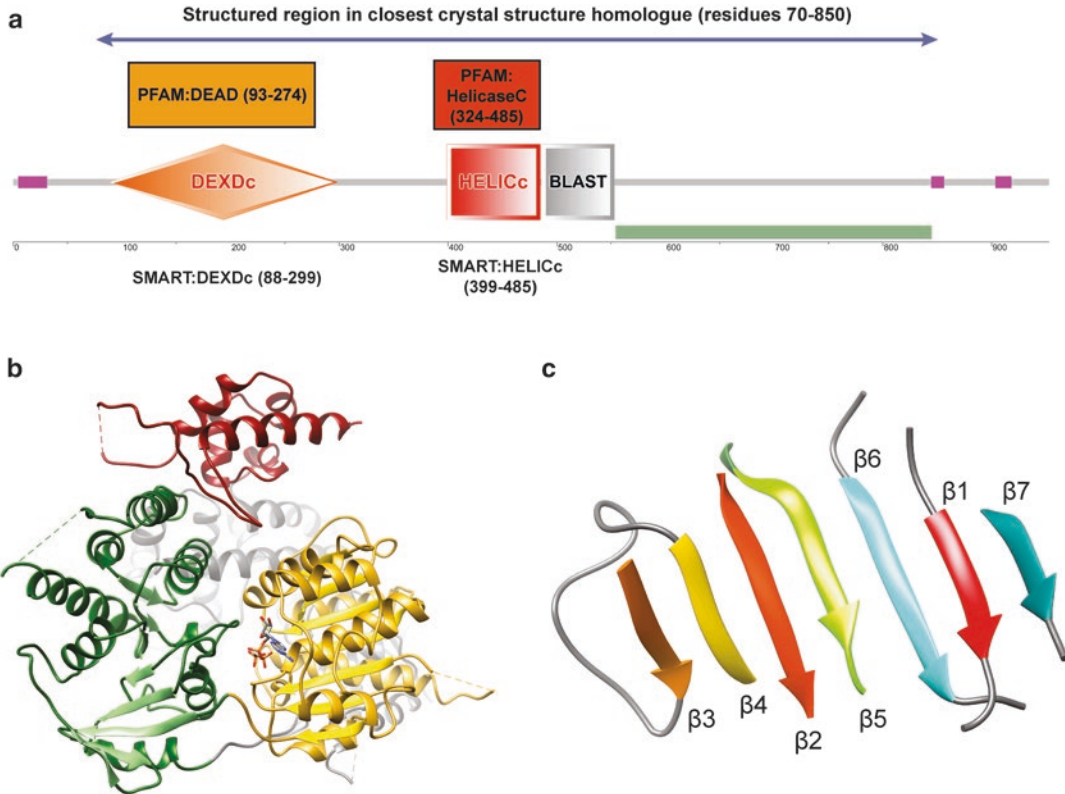 a
Structured region in closest crystal structure homologue (residues 70-850)
PFAM:DEAD (93-274)
PFAM:
HelicaseC
(324-485)
DEXDc
HELICc
BLAST
0 100 200 300 400 500 600 700 800 900
SMART:DEXDc (88-299)
SMART:HELICc
(399-485)
b
c
β6
β1
β7
β3
β4
β2
β5